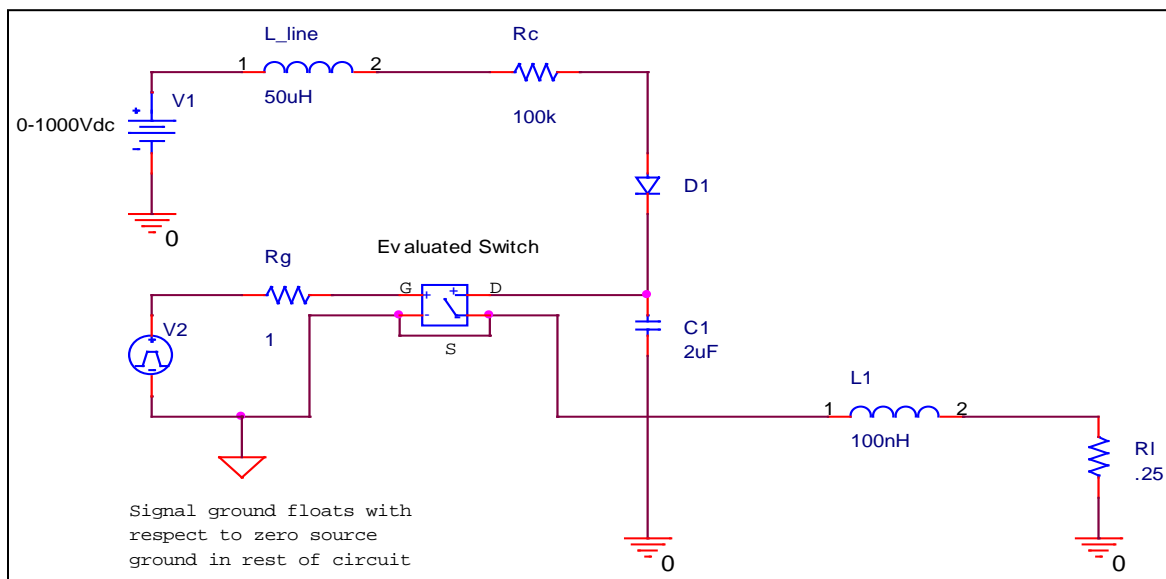 L_line
Rc
1
2
50uH
100k
V1
0-1000Vdc
0
D1
Evaluated Switch
Rg
G
D
1
S
V2
C1
2uF
L1
1
2
100nH
Rl
.25
Signal ground floats with
respect to zero source
ground in rest of circuit
0
0